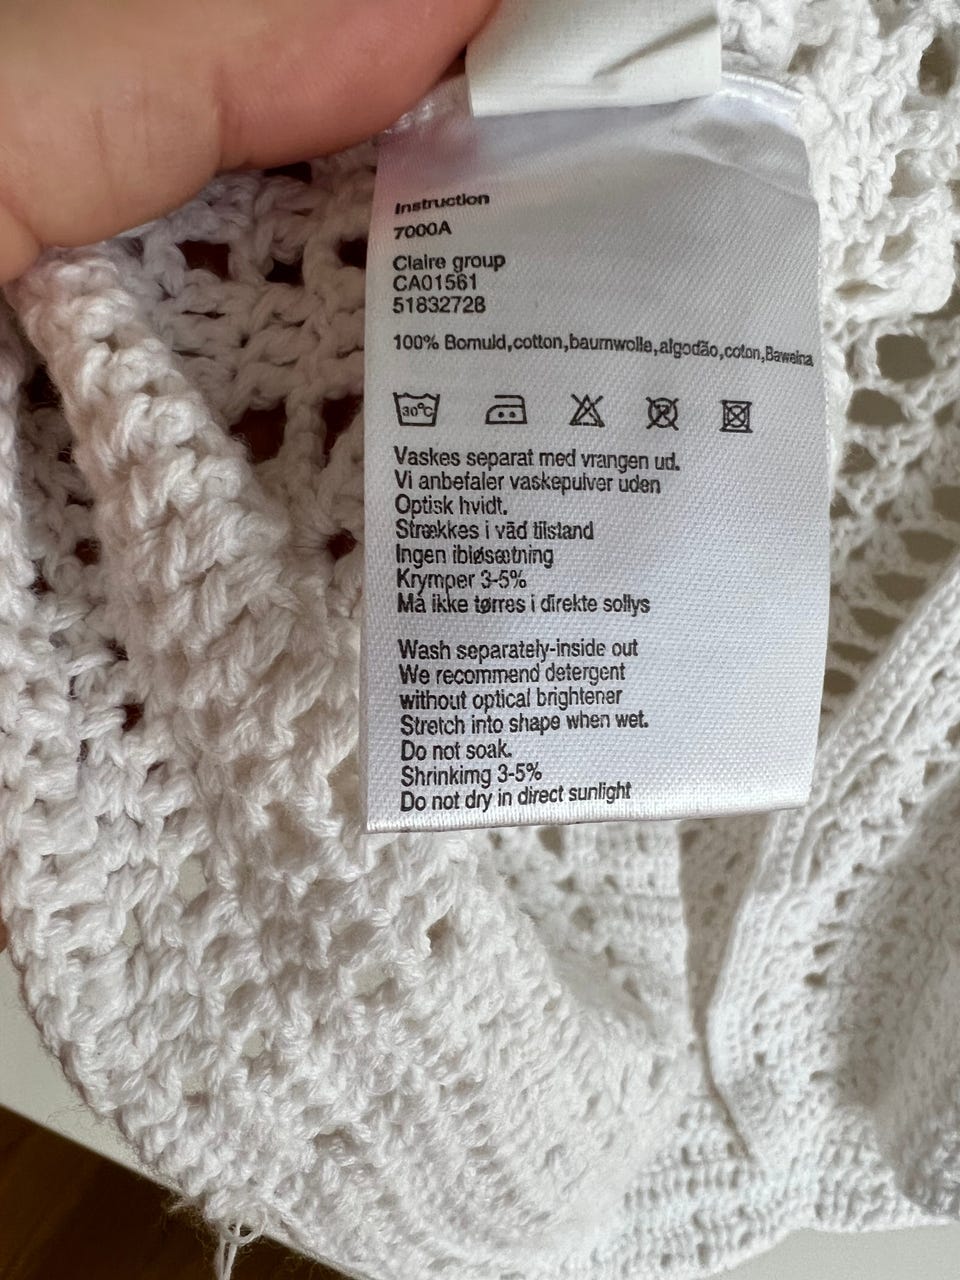 Instruction
7000A
Claire group
CA01561
51832728
100% Bomuld,cotton,baumwolle,algodão,coton,Bawelna
30°C
Vaskes separat med vrangen ud.
Vi anbefaler vaskepulver uden
Optisk hvidt.
Strækkes i våd tilstand
Ingen ibløsætning
Krymper 3-5%
Må ikke tørres i direkte sollys
Wash separately-inside out
We recommend detergent
without optical brightener
Stretch into shape when wet.
Do not soak.
Shrinkimg 3-5%
Do not dry in direct sunlight